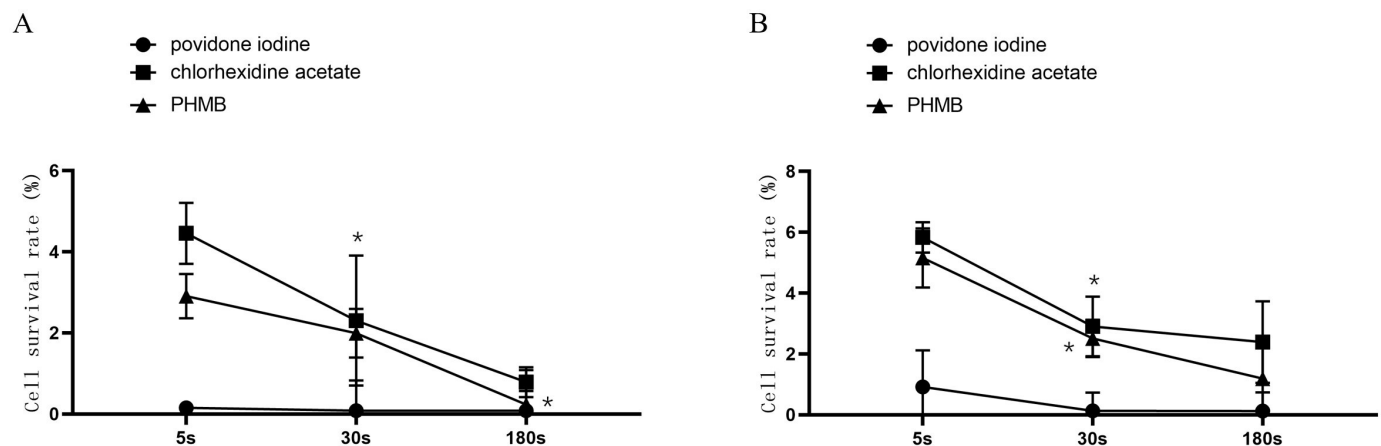 A
povidone iodine
chlorhexidine acetate
PHMB
Cell survival rate (%)
6
4
2
0
*
*
5s
30s
180s
B
povidone iodine
chlorhexidine acetate
PHMB
Cell survival rate (%)
8
6
4
2
0
*
*
5s
30s
180s